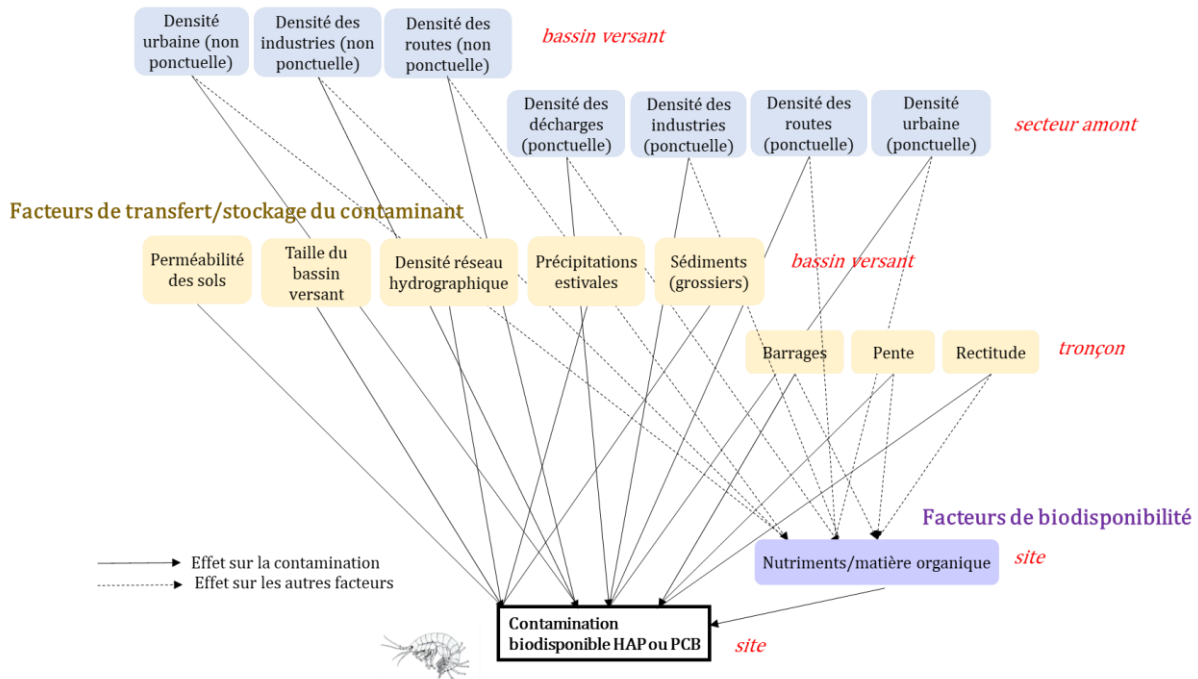 Densité
urbaine (non
ponctuelle)
Densité des
industries (non
ponctuelle)
Densité des
routes (non
ponctuelle)
bassin versant
Densité des
décharges
(ponctuelle)
Densité des
industries
(ponctuelle)
Densité des
routes
(ponctuelle)
Densité
urbaine
(ponctuelle)
secteur amont
Facteurs de transfert/stockage du contaminant
Perméabilité
des sols
Taille du
bassin
versant
Densité réseau
hydrographique
Précipitations
estivales
Sédiments
(grossiers)
bassin versant
Barrages
Pente
Rectitude
tronçon
Facteurs de biodisponibilité
Nutriments/matière organique
site
Effet sur la contamination
Effet sur les autres facteurs
Contamination
biodisponible HAP ou PCB
site